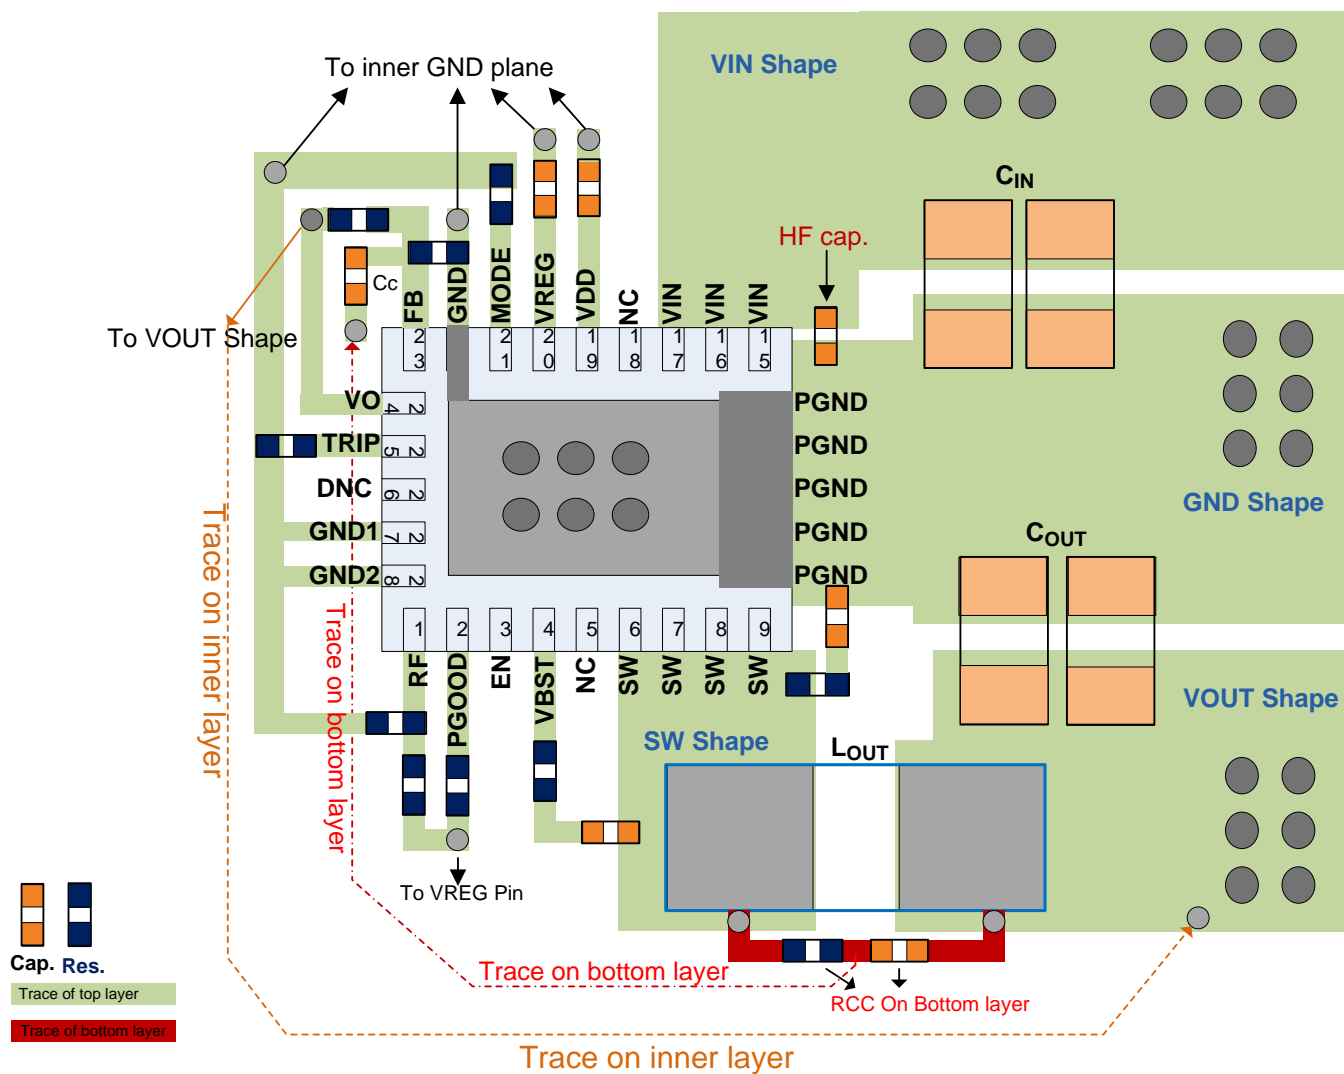 To inner GND plane
VIN Shape
CIN
HF cap.
Cc
FB
GND
MODE
VREG
VDD
NC
VIN
VIN
VIN
To VOUT Shape
23
21
20
19
18
17
16
15
VO
24
PGND
TRIP
25
PGND
DNC
26
PGND
GND Shape
GND1
27
PGND
COUT
GND2
28
PGND
1
2
3
4
5
6
7
8
9
RF
PGOOD
EN
VBST
NC
SW
SW
SW
SW
VOUT Shape
SW Shape
LOUT
Trace on inner layer
Trace on bottom layer
To VREG Pin
Cap.
Res.
Trace of top layer
Trace of bottom layer
Trace on bottom layer
RCC On Bottom layer
Trace on inner layer